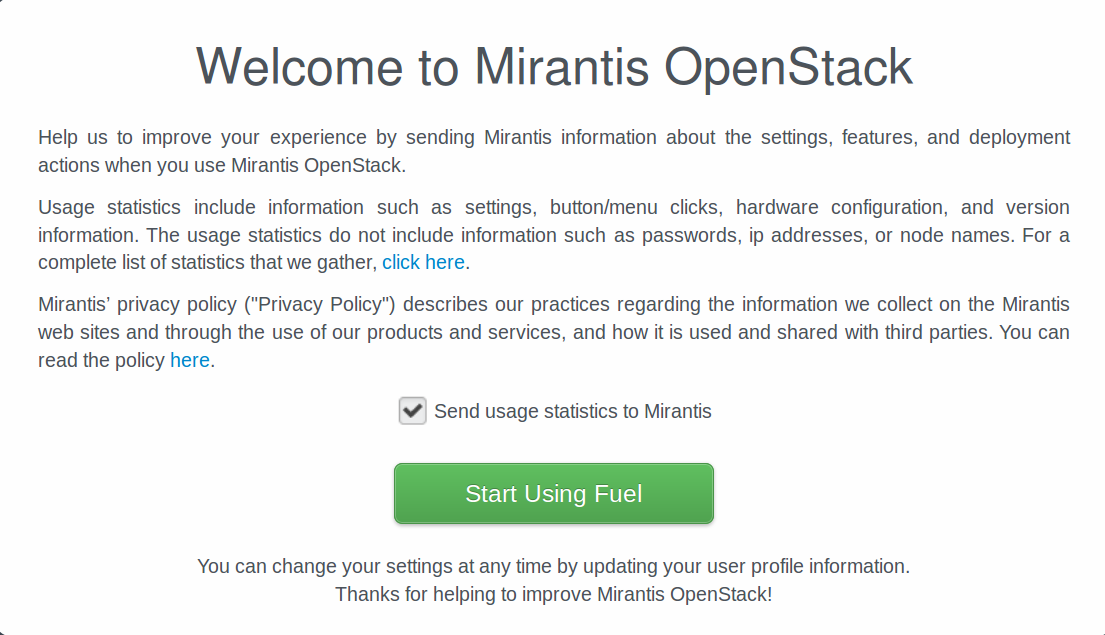 Welcome to Mirantis OpenStack
Help us to improve your experience by sending Mirantis information about the settings, features, and deployment
actions when you use Mirantis OpenStack.
Usage statistics include information such as settings, button/menu clicks, hardware configuration, and version
information. The usage statistics do not include information such as passwords, ip addresses, or node names. For a
complete list of statistics that we gather, click here.
Mirantis’ privacy policy ("Privacy Policy") describes our practices regarding the information we collect on the Mirantis
web sites and through the use of our products and services, and how it is used and shared with third parties. You can
read the policy here.
Send usage statistics to Mirantis
Start Using Fuel
You can change your settings at any time by updating your user profile information.
Thanks for helping to improve Mirantis OpenStack!